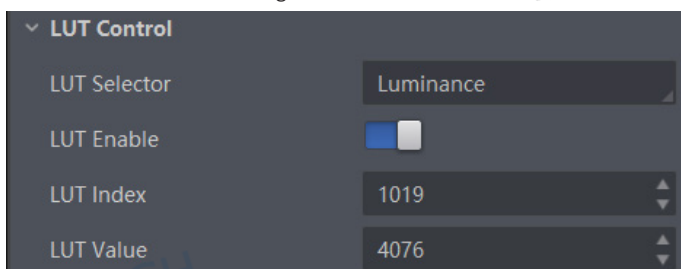 LUT Control
LUT Selector Luminance
LUT Enable
LUT Index 1019
LUT Value 4076